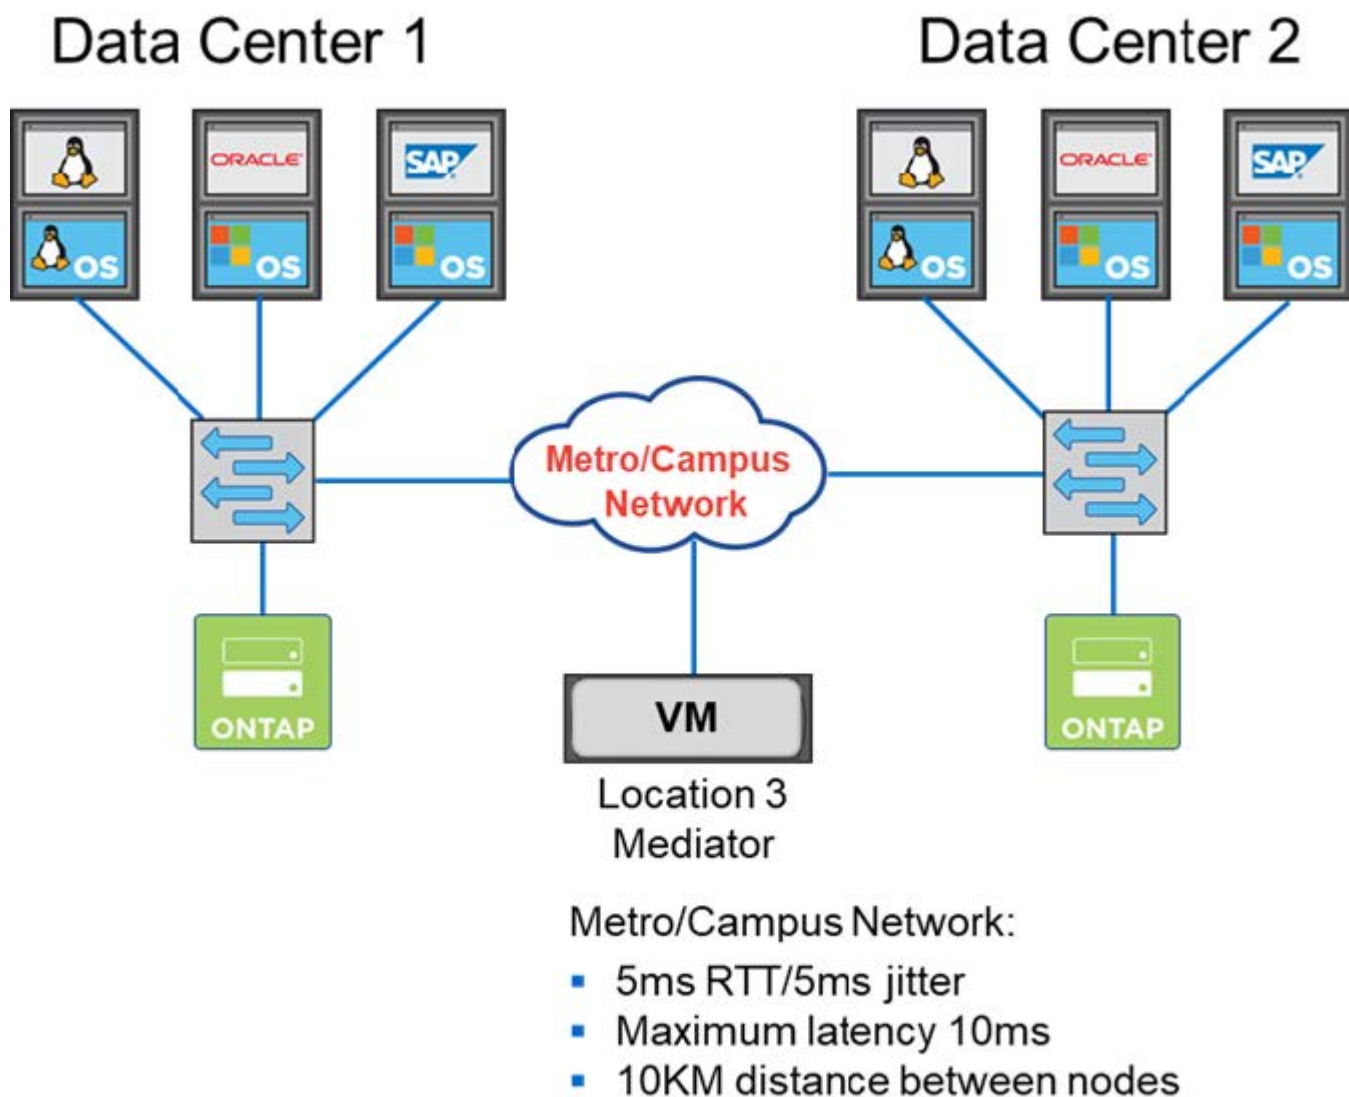 Data Center 1
Data Center 2
ORACLE
SAP
OS
OS
OS
ORACLE
SAP
OS
OS
OS
Metro/Campus
Network
ONTAP
VM
ONTAP
Location 3
Mediator
Metro/Campus Network:
5ms RTT/5ms jitter
Maximum latency 10ms
10KM distance between nodes